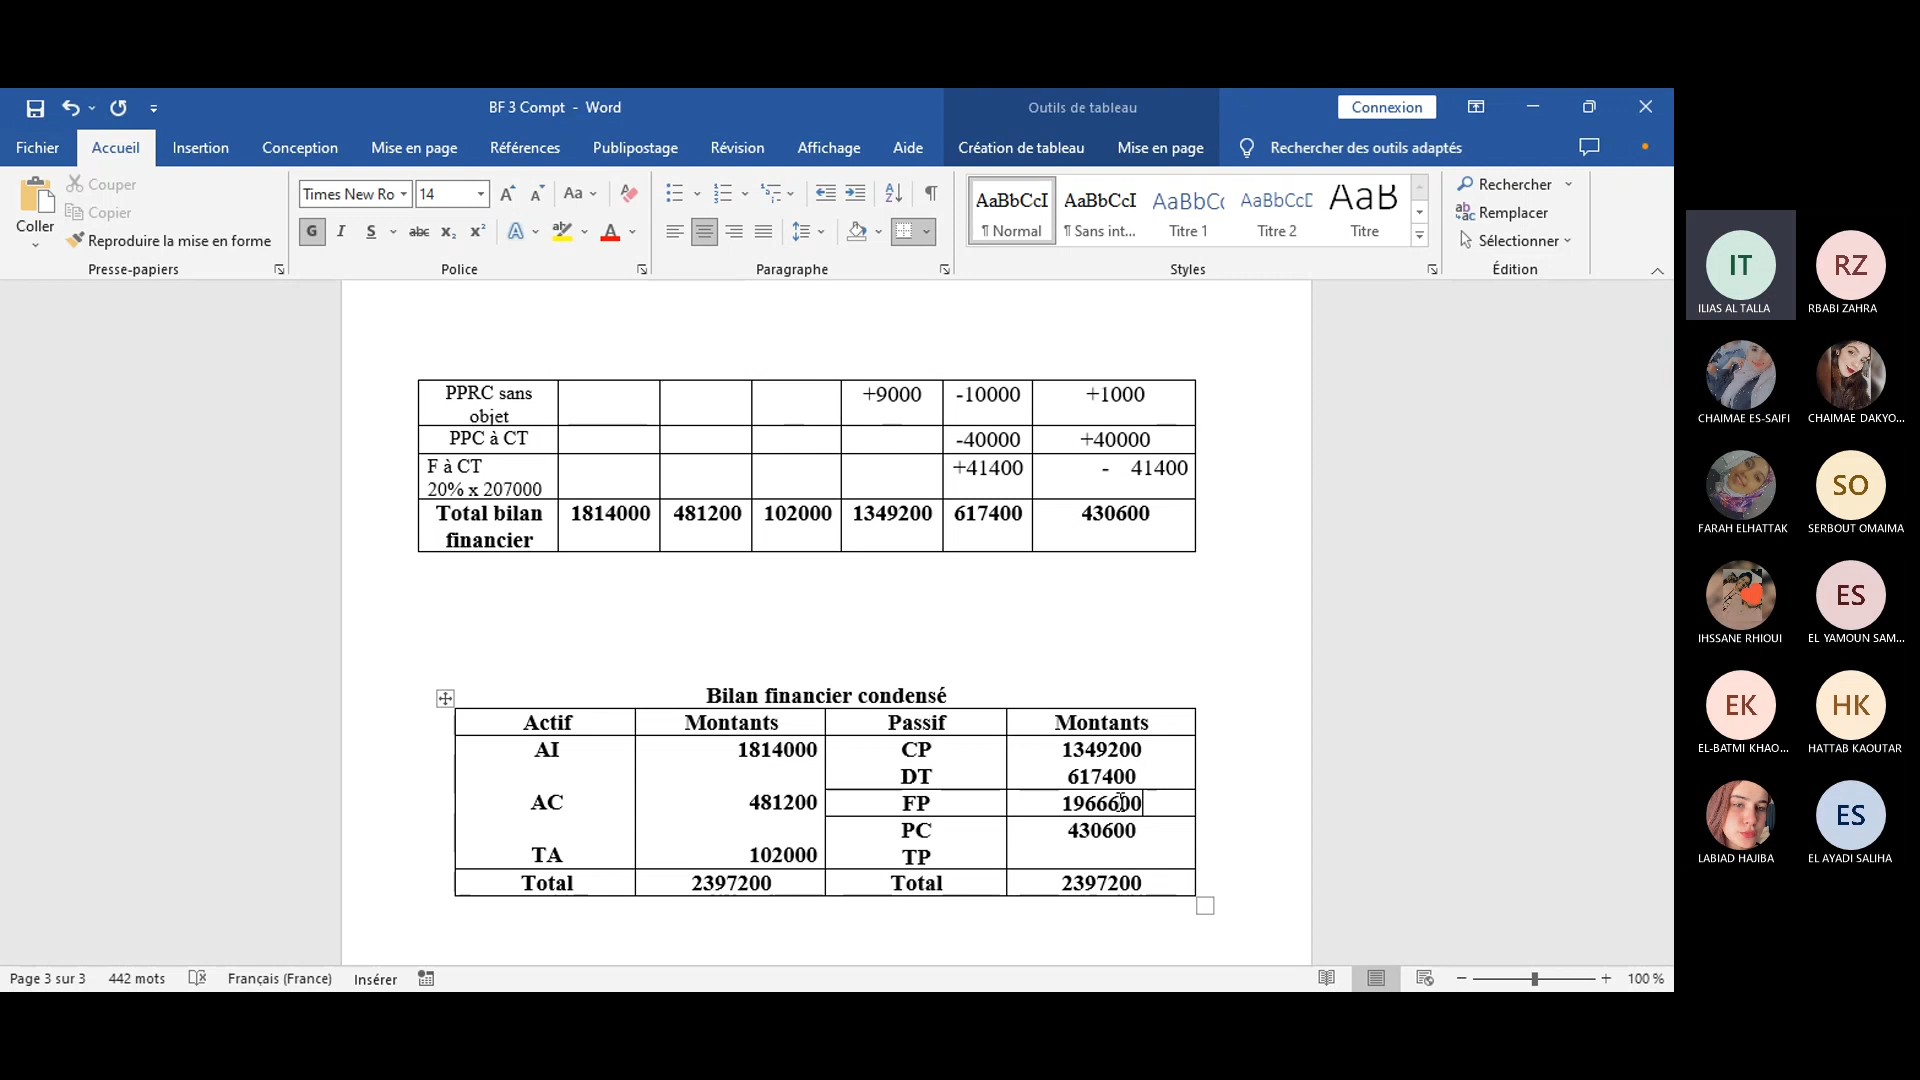 BF 3 Compt - Word
Outils de tableau
Connexion
Fichier Accueil Insertion Conception Mise en page Références Publipostage Révision Affichage Aide Création de tableau Mise en page Rechercher des outils adaptés
Coller
Couper
Copier
Reproduire la mise en forme
Presse-papiers
Times New Ro 14
Aa
G I S abc x₂ x² A A
Police
Paragraphe
AaBbCcI AaBbCcI AaBbC AaBbCcD AaB
¶ Normal ¶ Sans int... Titre 1 Titre 2 Titre
Styles
Rechercher
Remplacer
Sélectionner
Édition
PPRC sans objet +9000 -10000 +1000
PPC à CT -40000 +40000
F à CT
20% x 207000 +41400 - 41400
Total bilan financier 1814000 481200 102000 1349200 617400 430600
Bilan financier condensé
Actif Montants Passif Montants
AI 1814000 CP 1349200
DT 617400
AC 481200 FP 1966600
PC 430600
TA 102000 TP
Total 2397200 Total 2397200
Page 3 sur 3 442 mots Français (France) Insérer 100 %
IT RZ
ILIAS AL TALLA RBABI ZAHRA
CHAIMAE ES-SAIFI CHAIMAE DAKYO...
SO
FARAH ELHATTAK SERBOUT OMAIMA
ES
IHSSANE RHIOUI EL YAMOUN SAM...
EK HK
EL-BATMI KHAO... HATTAB KAOUTAR
ES
LABIAD HAJIBA EL AYADI SALIHA